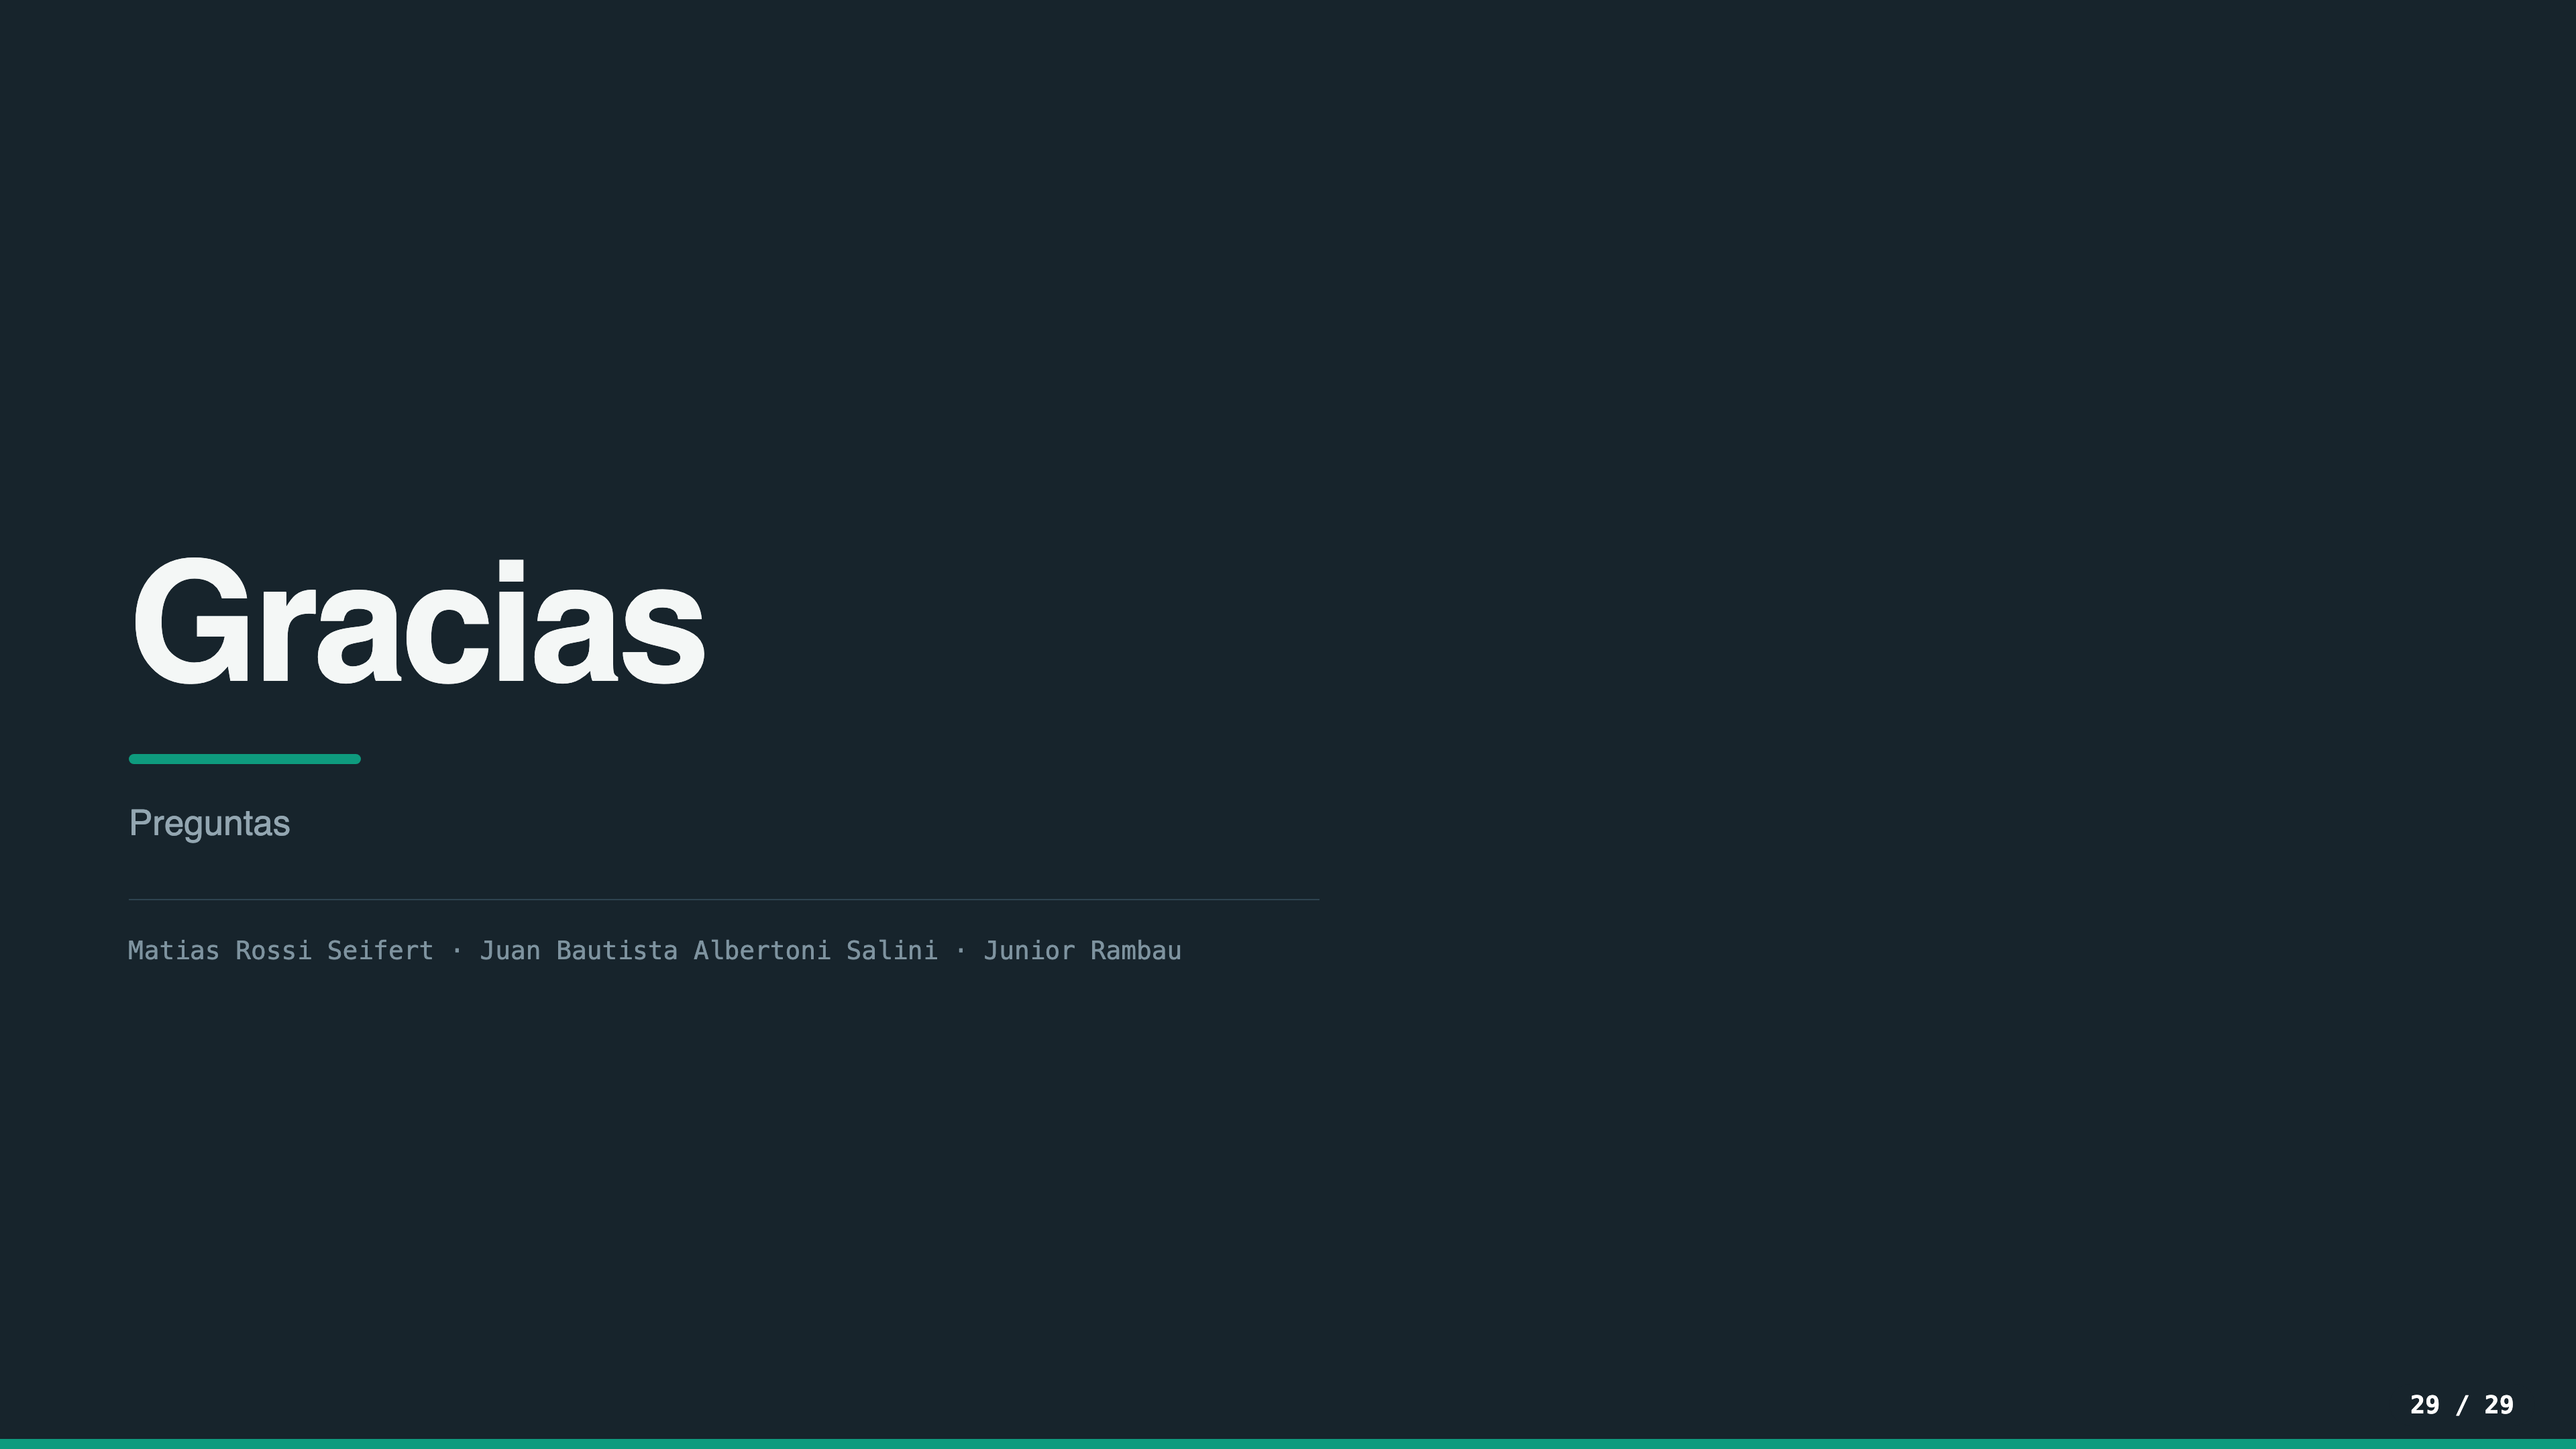 Gracias
Preguntas
Matias Rossi Seifert · Juan Bautista Albertoni Salini · Junior Rambau
29 / 29